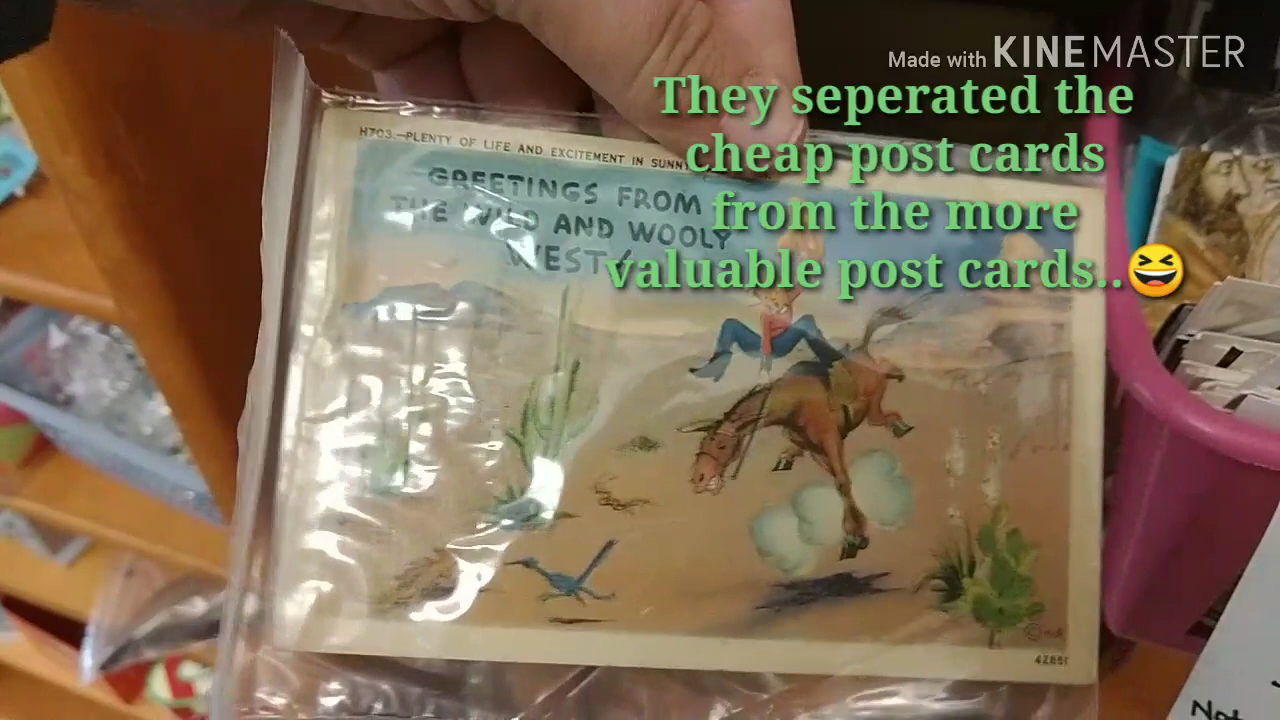 Made with KINEMASTER
They seperated the
cheap post cards
from the more
valuable post cards..😆
H703.—PLENTY OF LIFE AND EXCITEMENT IN SUNNY
GREETINGS FROM
THE WILD AND WOOLY
WEST!
42851